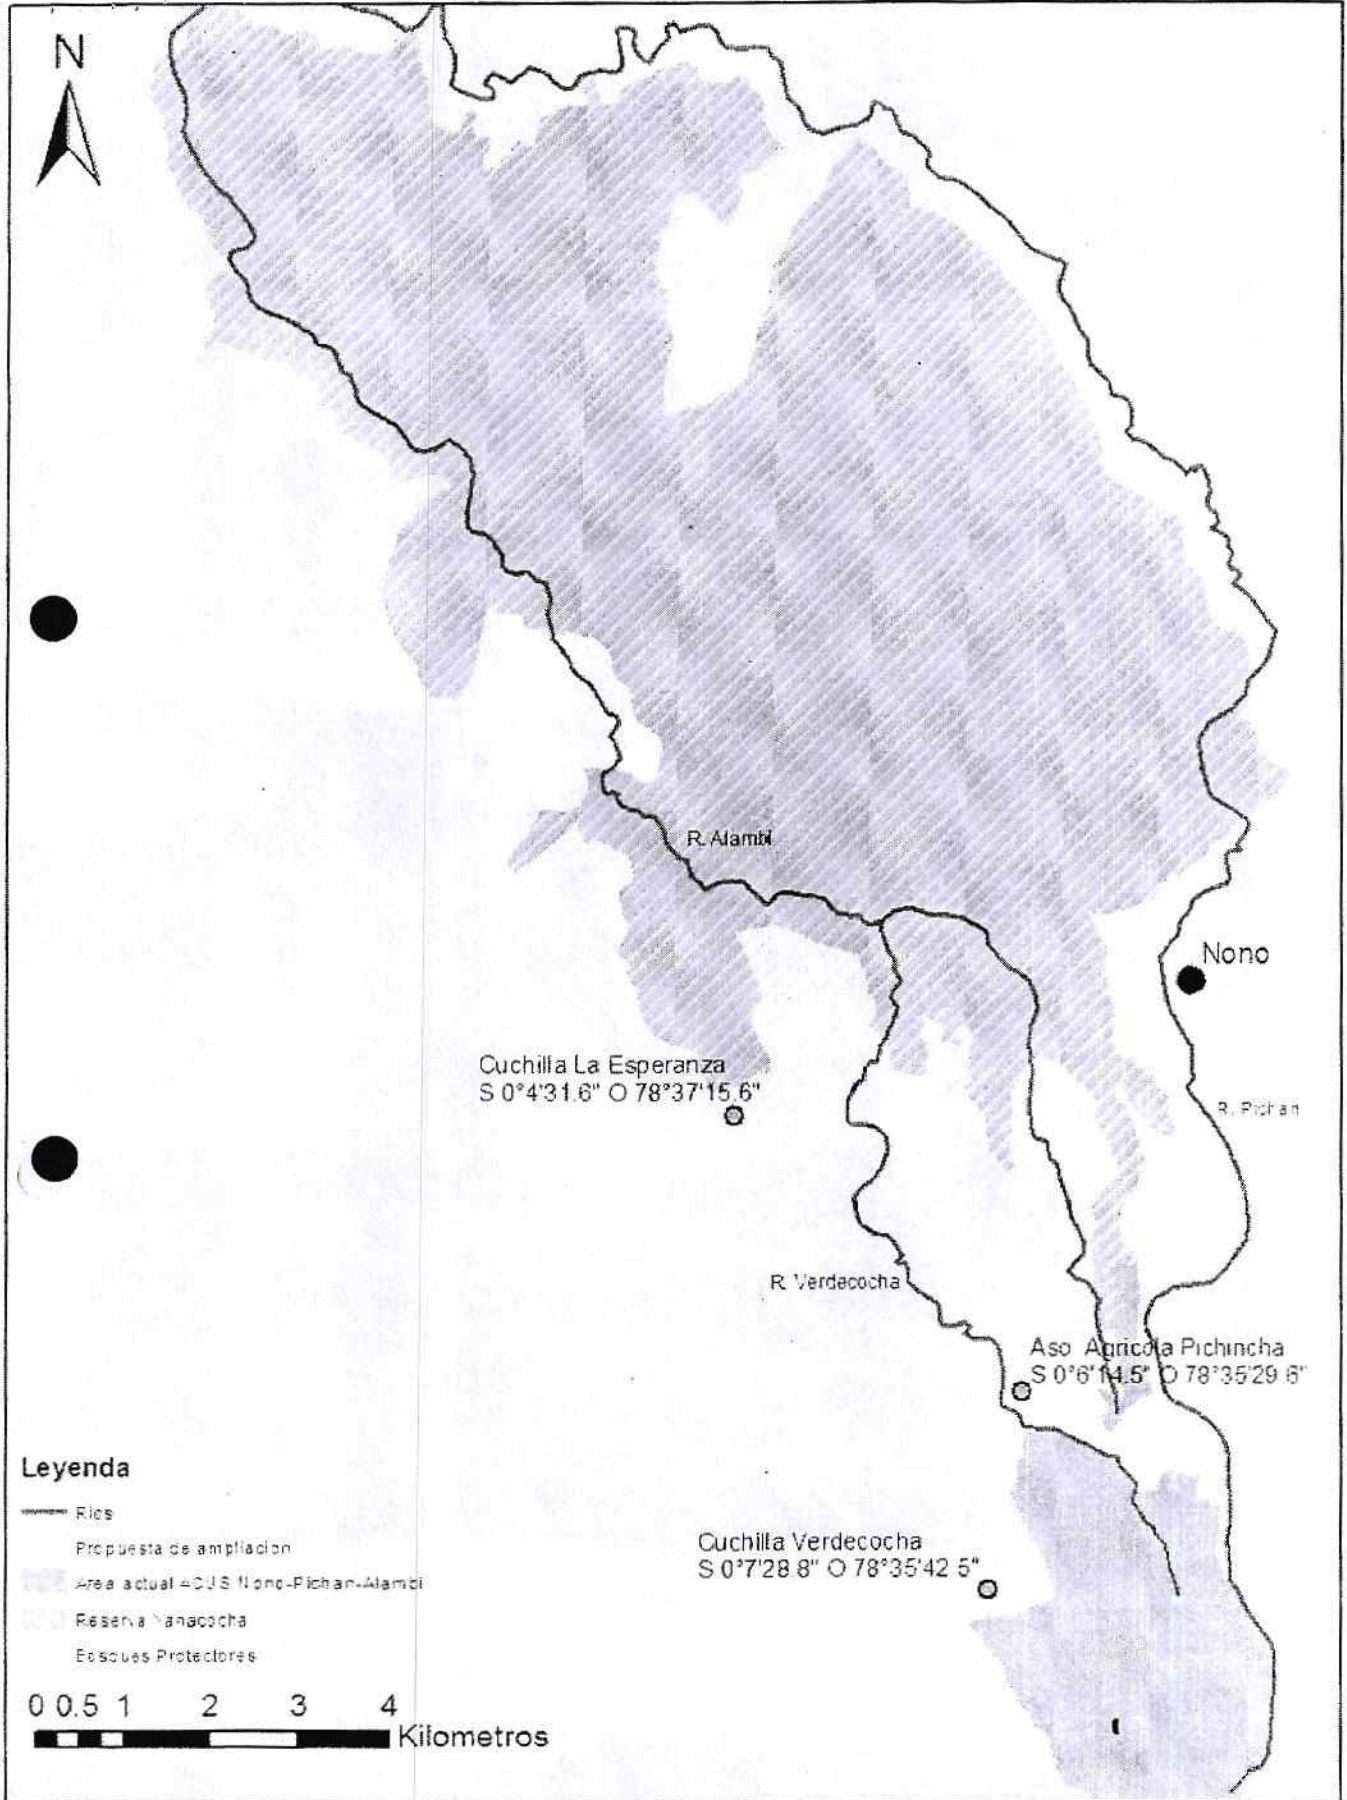 N
R. Alambi
Nono
Cuchilla La Esperanza
S 0°4'31.6" O 78°37'15.6"
R. Pichan
R. Verdecocha
Aso Agricola Pichincha
S 0°6'14.5" O 78°35'29 6"
Cuchilla Verdecocha
S 0°7'28 8" O 78°35'42 5"
Leyenda
Rios
Propuesta de ampliacion
Area actual ACUS Nono-Pichan-Alambi
Reserva Yanacocha
Bosques Protectores
0 0.5 1 2 3 4
Kilometros